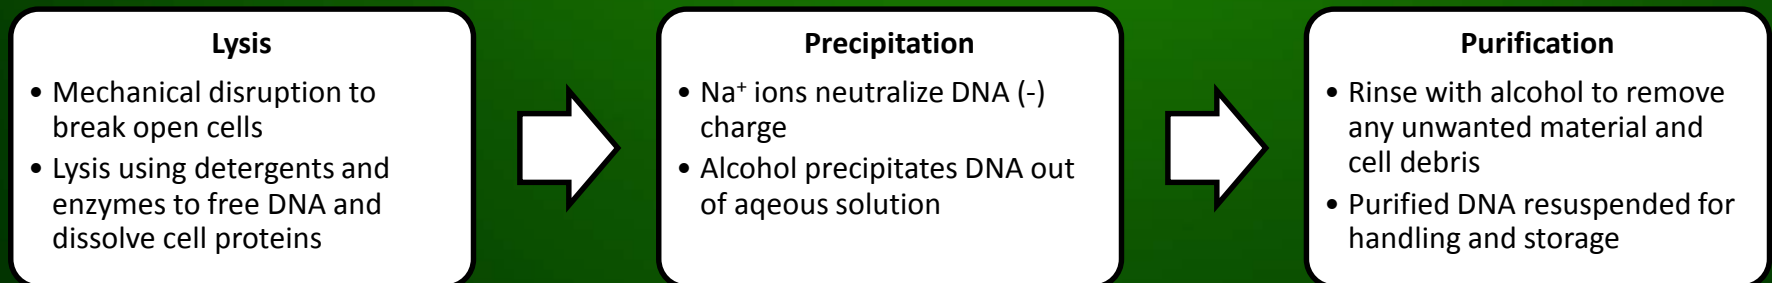 Lysis
• Mechanical disruption to
break open cells
• Lysis using detergents and
enzymes to free DNA and
dissolve cell proteins
Precipitation
• Na⁺ ions neutralize DNA (-)
charge
• Alcohol precipitates DNA out
of aqeous solution
Purification
• Rinse with alcohol to remove
any unwanted material and
cell debris
• Purified DNA resuspended for
handling and storage